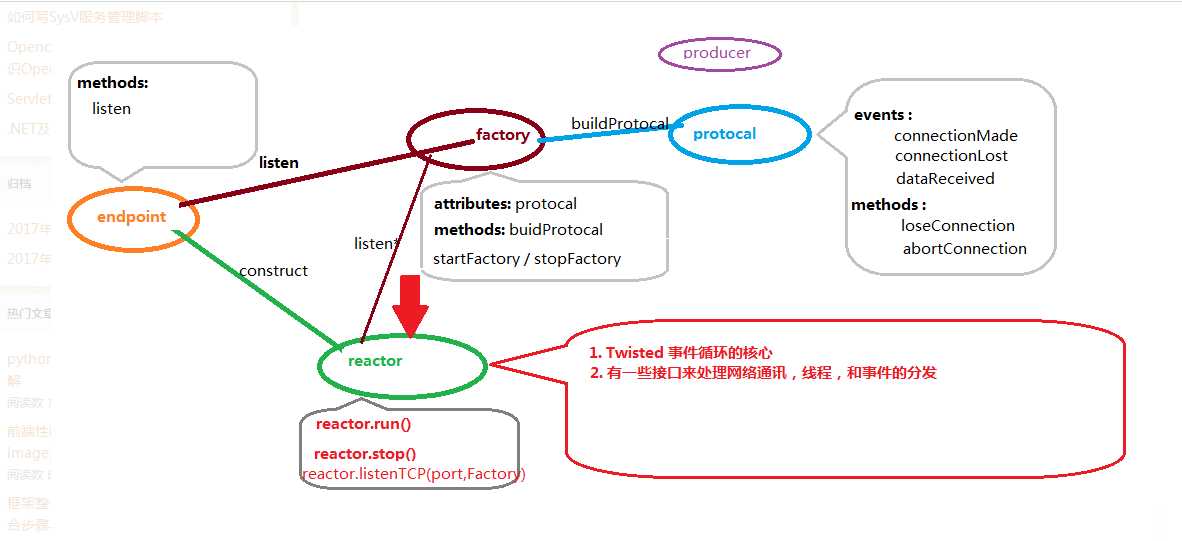 如何写SysV服务管理脚本
Openc
识Open
Servlet
.NET及
归档
2017年
2017年
热门文章
python
解
阅读数 1
前端性
image)
阅读数 8
框架整
合步骤
producer
methods:
listen
factory
buildProtocal
protocal
events :
connectionMade
connectionLost
dataReceived
methods :
loseConnection
abortConnection
listen
endpoint
attributes: protocal
methods: buidProtocal
startFactory / stopFactory
listen*
construct
reactor
1. Twisted 事件循环的核心
2. 有一些接口来处理网络通讯，线程，和事件的分发
reactor.run()
reactor.stop()
reactor.listenTCP(port,Factory)